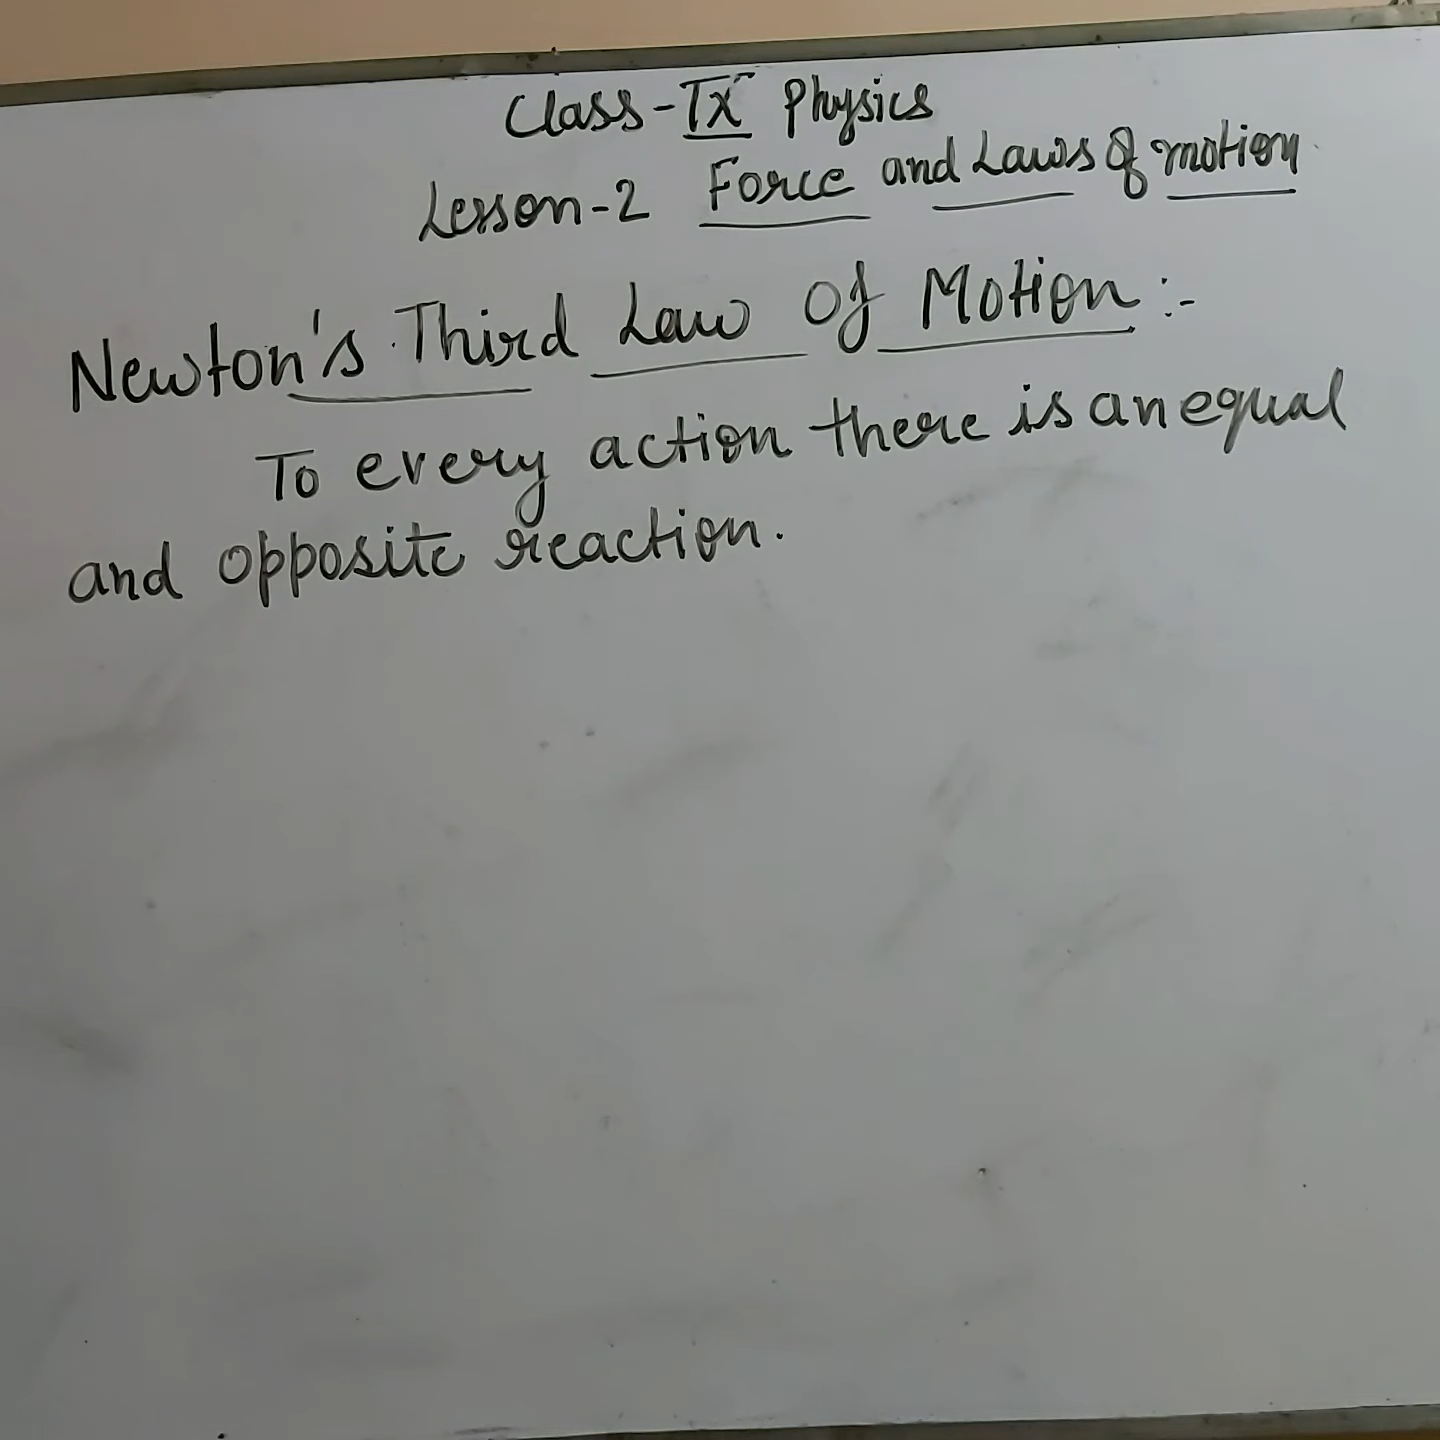 Class-IX Physics
Lesson-2 Force and Laws of motion
Newton's Third Law Of Motion :-
To every action there is an equal
and opposite reaction.